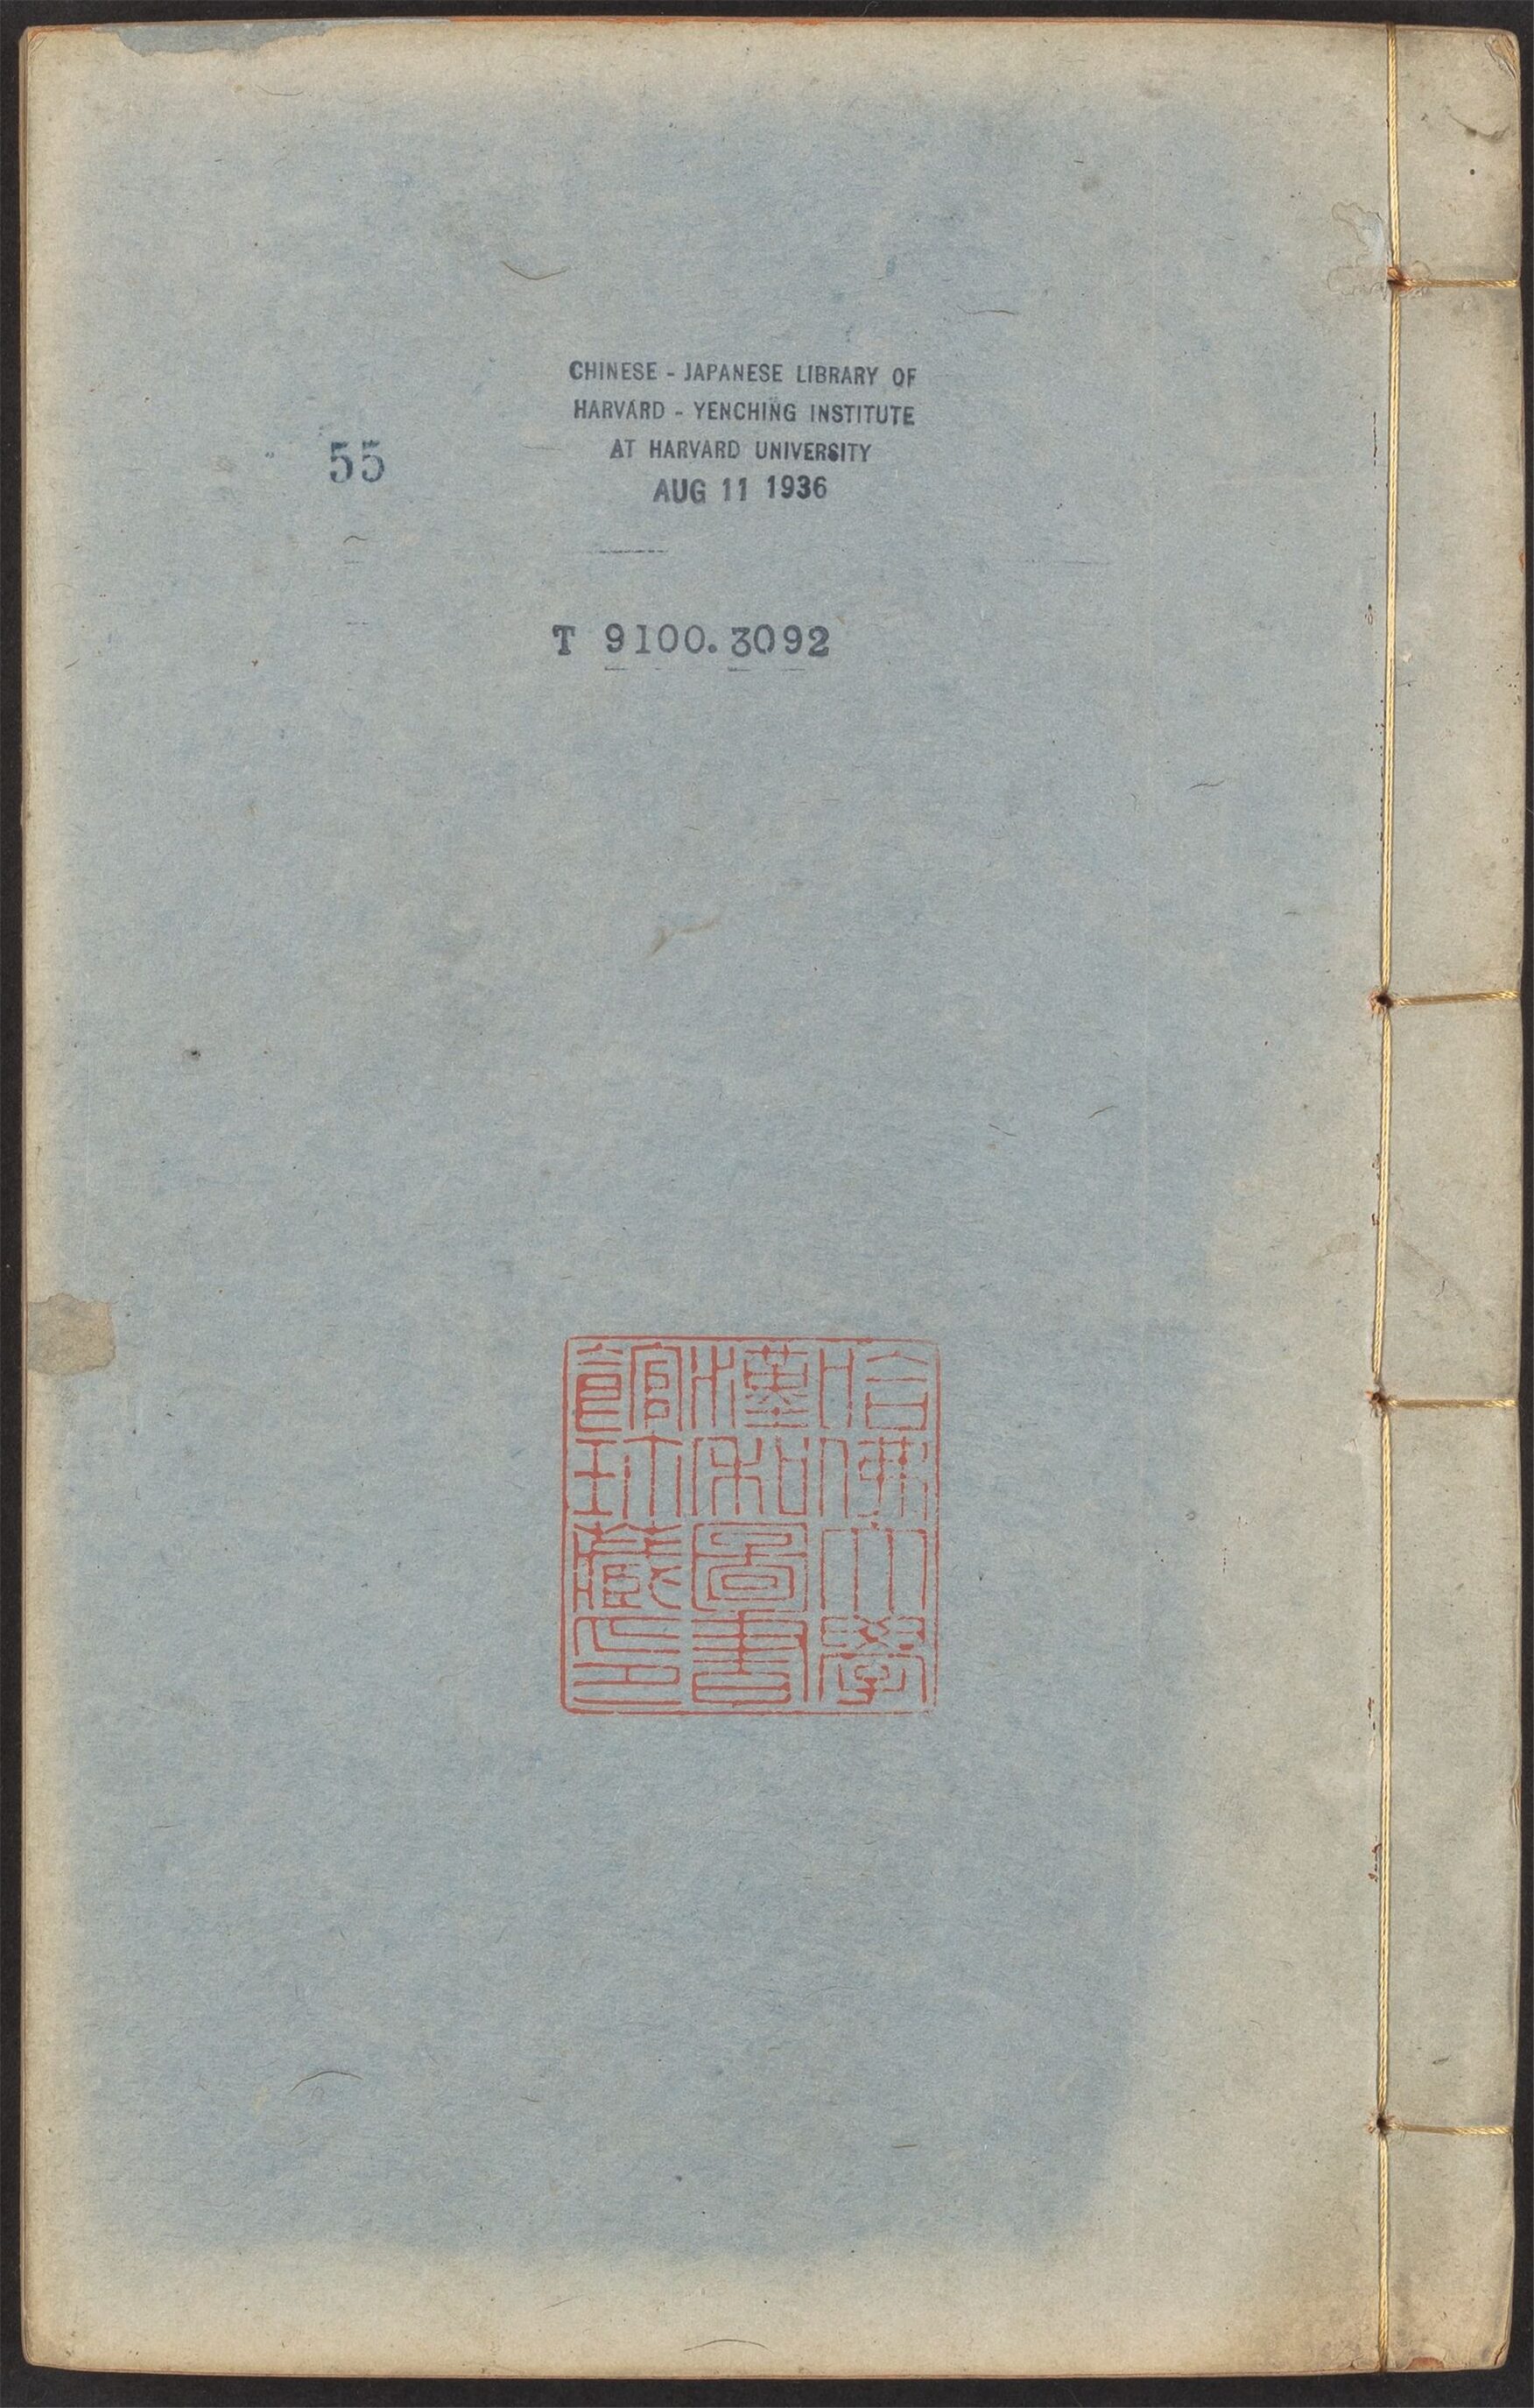 CHINESE - JAPANESE LIBRARY OF
HARVARD - YENCHING INSTITUTE
AT HARVARD UNIVERSITY
AUG 11 1936
55
T 9100.3092
哈佛大學
漢和圖書
館珍藏印